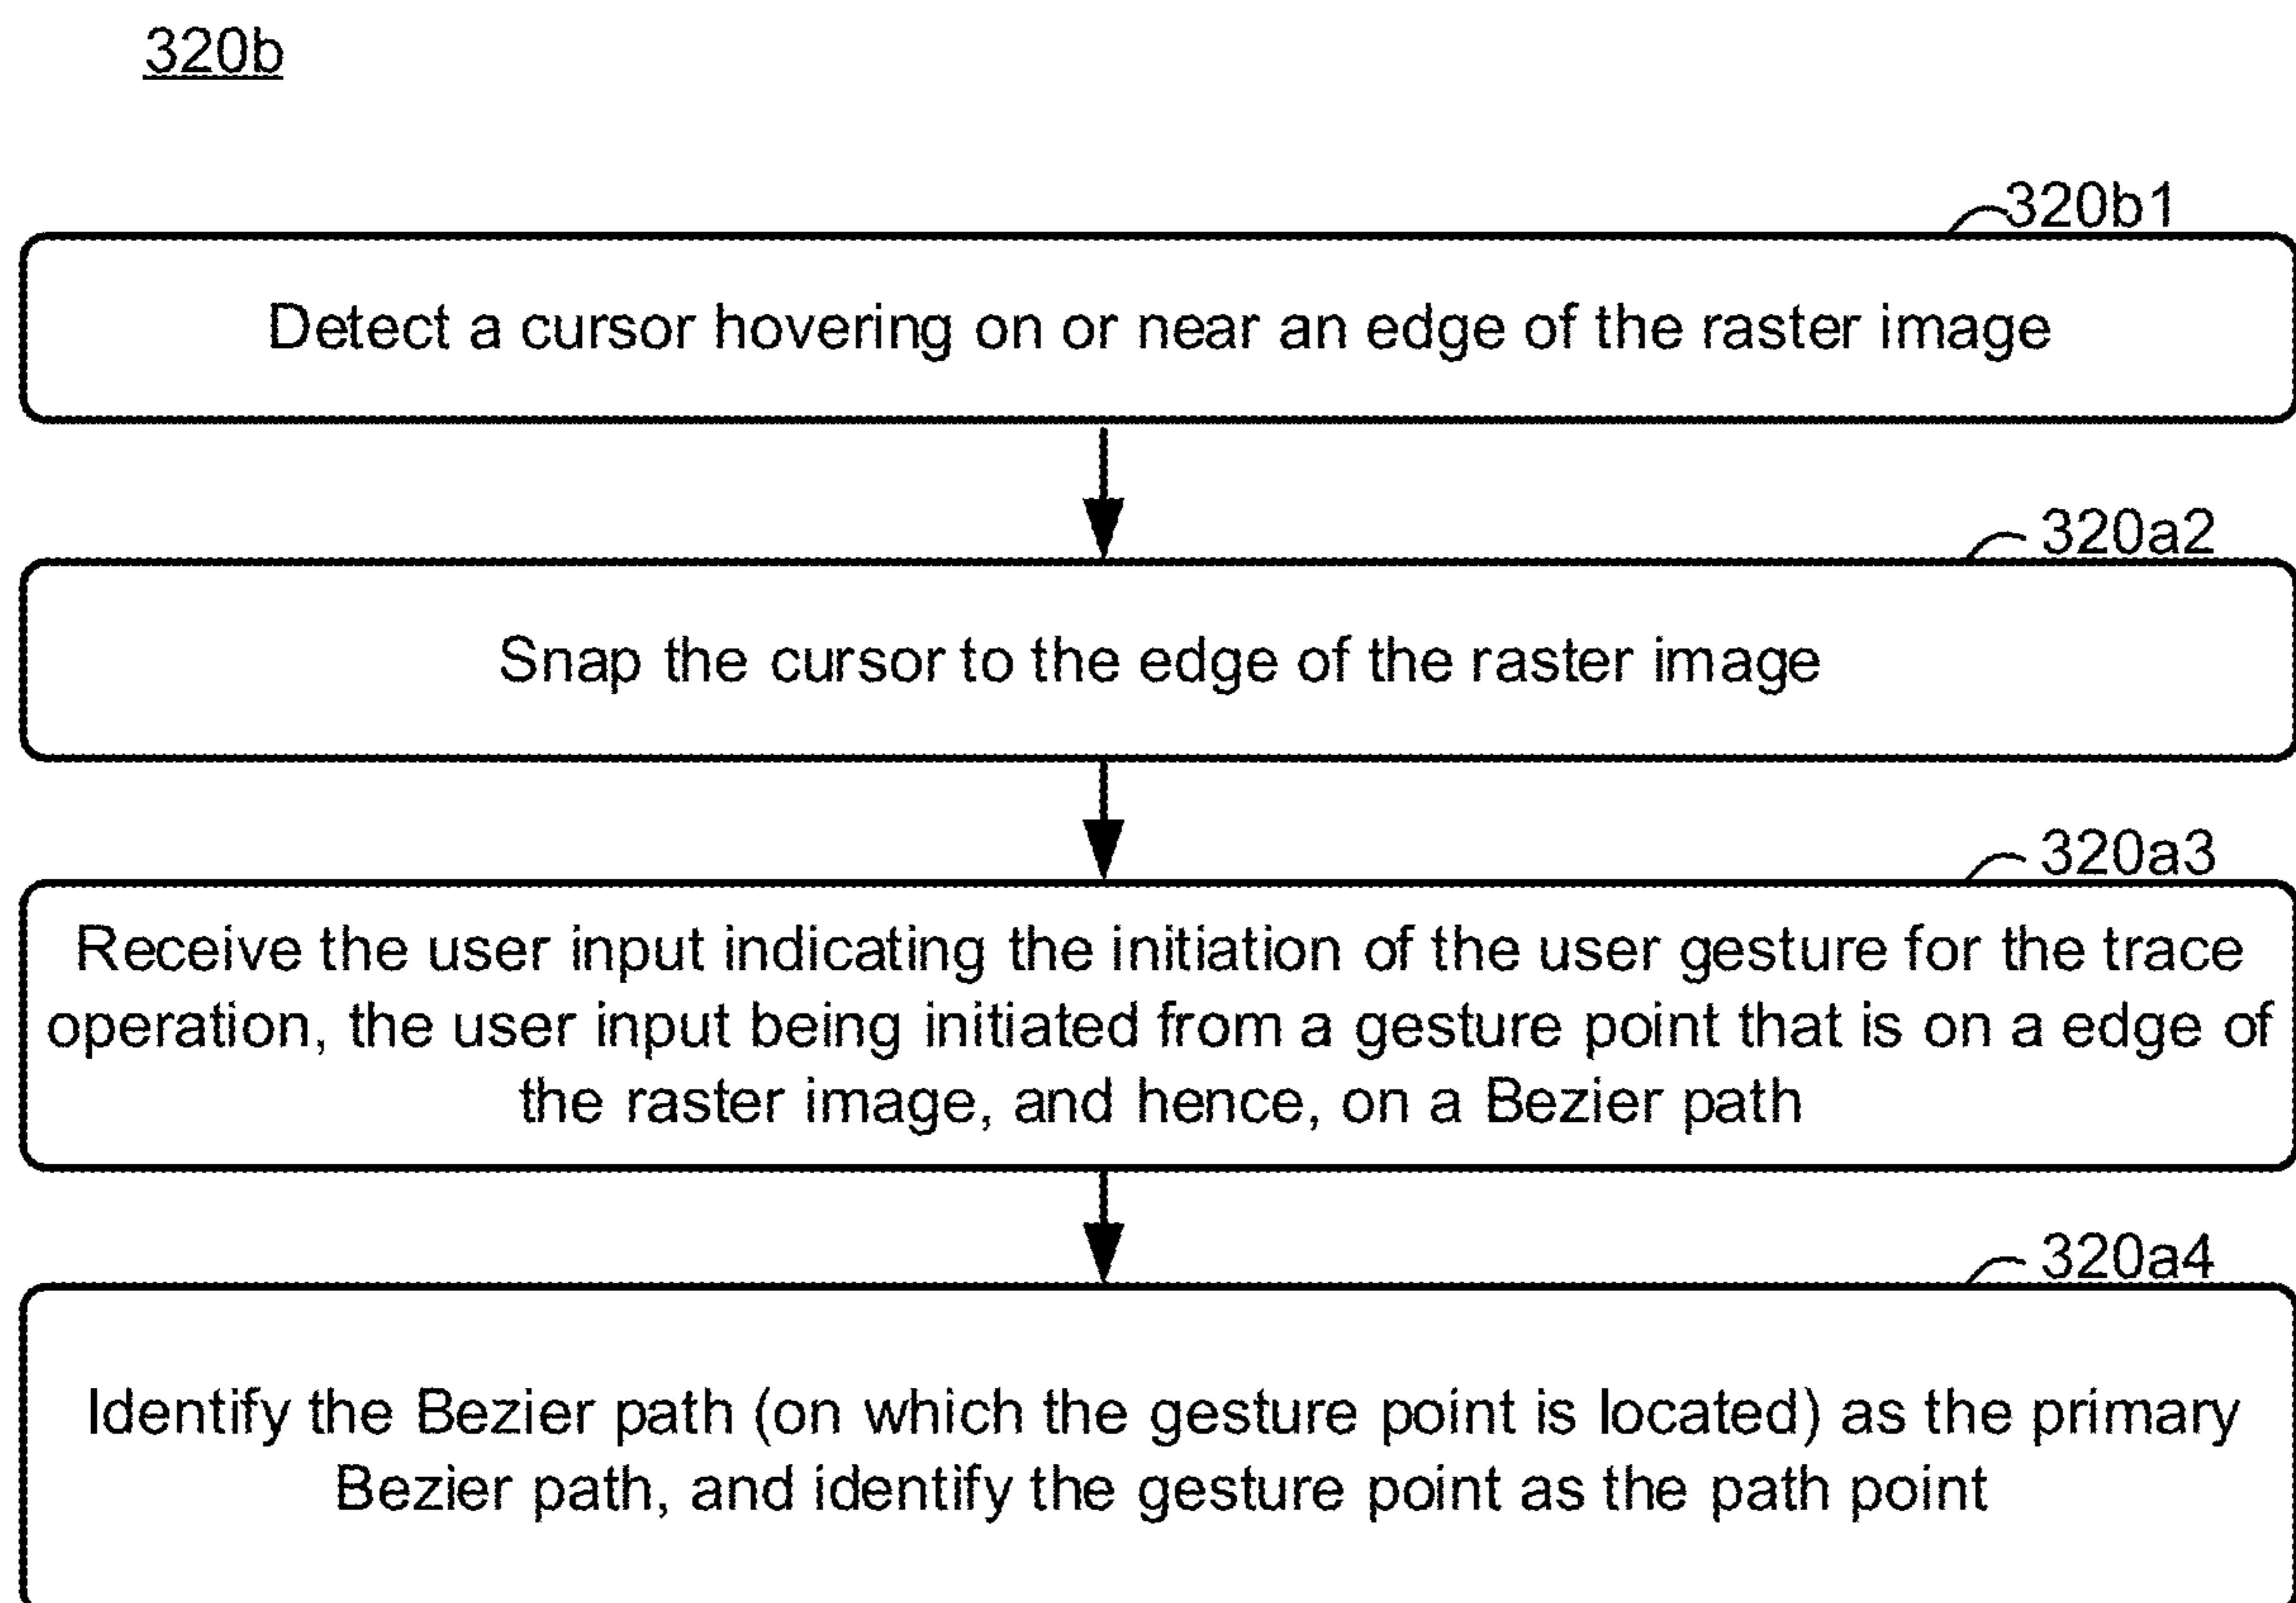 320b
320b1
Detect a cursor hovering on or near an edge of the raster image
320a2
Snap the cursor to the edge of the raster image
320a3
Receive the user input indicating the initiation of the user gesture for the trace
operation, the user input being initiated from a gesture point that is on a edge of
the raster image, and hence, on a Bezier path
320a4
Identify the Bezier path (on which the gesture point is located) as the primary
Bezier path, and identify the gesture point as the path point